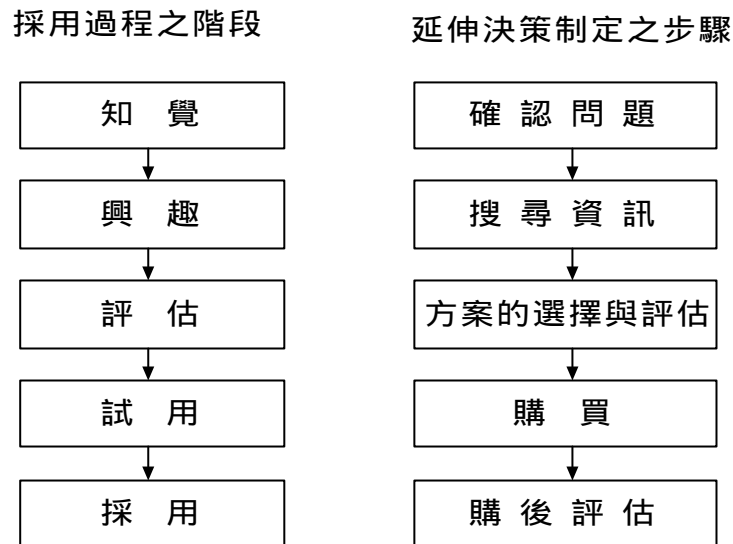 採用過程之階段
知覺
興趣
評估
試用
採用
延伸決策制定之步驟
確認問題
搜尋資訊
方案的選擇與評估
購買
購後評估